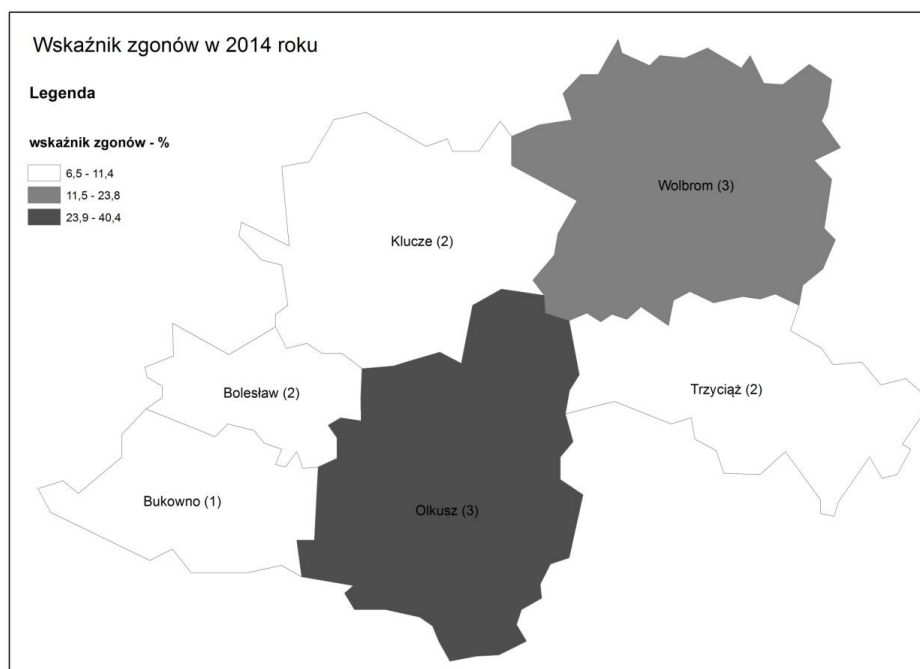 Wskaźnik zgonów w 2014 roku
Legenda
wskaźnik zgonów - %
6,5 - 11,4
11,5 - 23,8
23,9 - 40,4
Wolbrom (3)
Klucze (2)
Bolesław (2)
Trzyciąż (2)
Bukowno (1)
Olkusz (3)